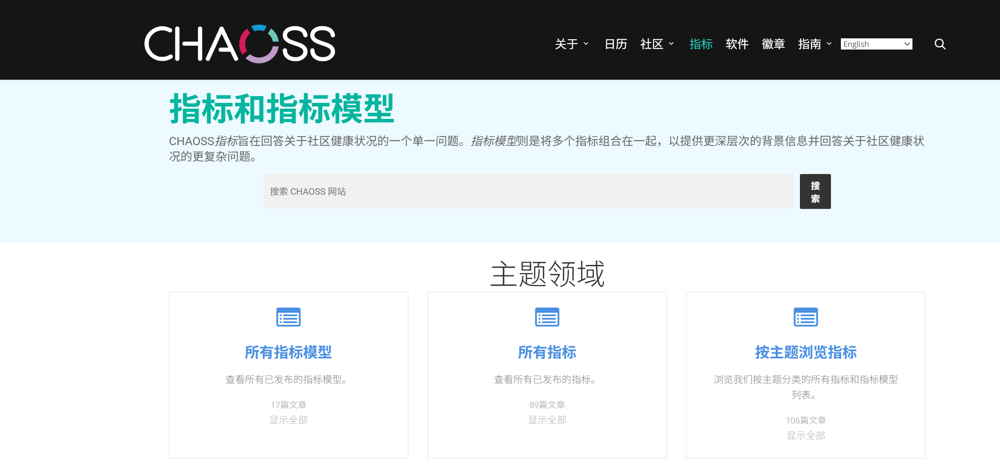 CHAOSS
关于 日历 社区 指标 软件 徽章 指南 English
指标和指标模型
CHAOSS指标旨在回答关于社区健康状况的一个单一问题。指标模型则是将多个指标组合在一起，以提供更深层次的背景信息并回答关于社区健康状
况的更复杂问题。
搜索 CHAOSS 网站
搜
索
主题领域
所有指标模型
查看所有已发布的指标模型。
17篇文章
显示全部
所有指标
查看所有已发布的指标。
89篇文章
显示全部
按主题浏览指标
浏览我们按主题分类的所有指标和指标模型
列表。
106篇文章
显示全部